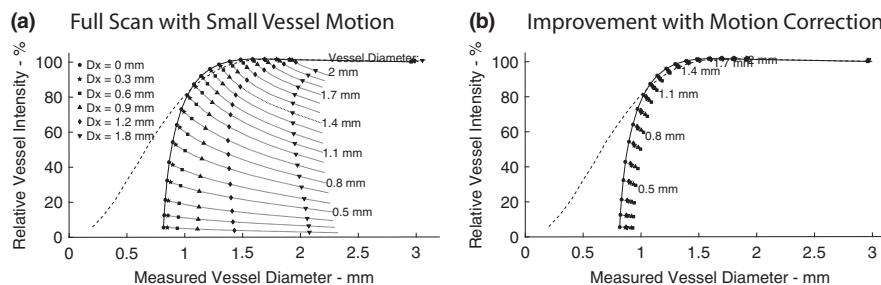 (a) Full Scan with Small Vessel Motion
Relative Vessel Intensity - %
100
80
60
40
20
0
Dx = 0 mm
Dx = 0.3 mm
Dx = 0.6 mm
Dx = 0.9 mm
Dx = 1.2 mm
Dx = 1.8 mm
Vessel Diameter:
2 mm
1.7 mm
1.4 mm
1.1 mm
0.8 mm
0.5 mm
0 0.5 1 1.5 2 2.5 3
Measured Vessel Diameter - mm
(b) Improvement with Motion Correction
Relative Vessel Intensity - %
100
80
60
40
20
0
1.7 mm
1.4 mm
1.1 mm
0.8 mm
0.5 mm
0 0.5 1 1.5 2 2.5 3
Measured Vessel Diameter - mm